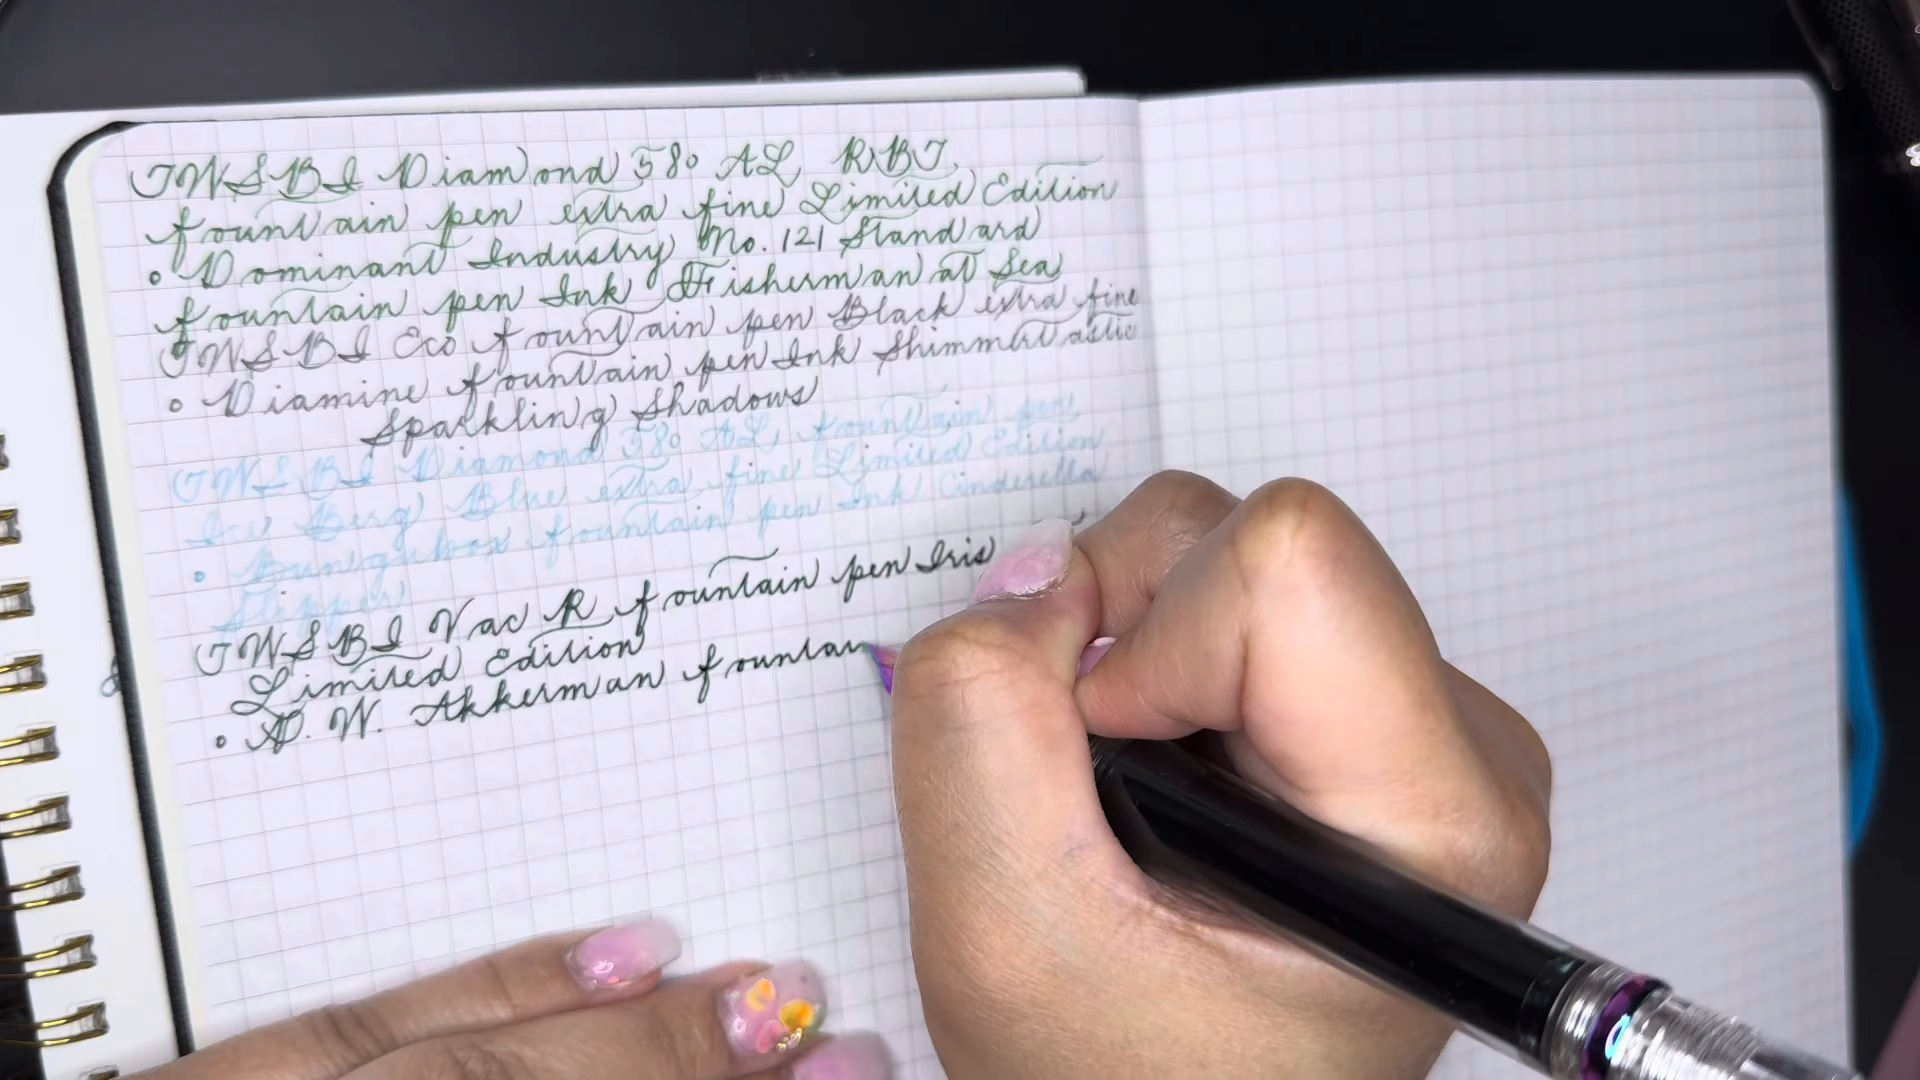 TWSBI Diamond 580 AL RBT
fountain pen extra fine Limited Edition
• Dominant Industry No. 121 Standard
fountain pen Ink Fisherman at Sea
TWSBI Eco fountain pen Black extra fine
• Diamine fountain pen Ink Shimmertastic
Sparkling Shadows
TWSBI Diamond 580 AL fountain pen
Ice Berg Blue extra fine Limited Edition
• Bungubox fountain pen Ink Cinderella
Slipper
TWSBI Vac R fountain pen Iris
Limited Edition
• P. W. Akkerman fountain